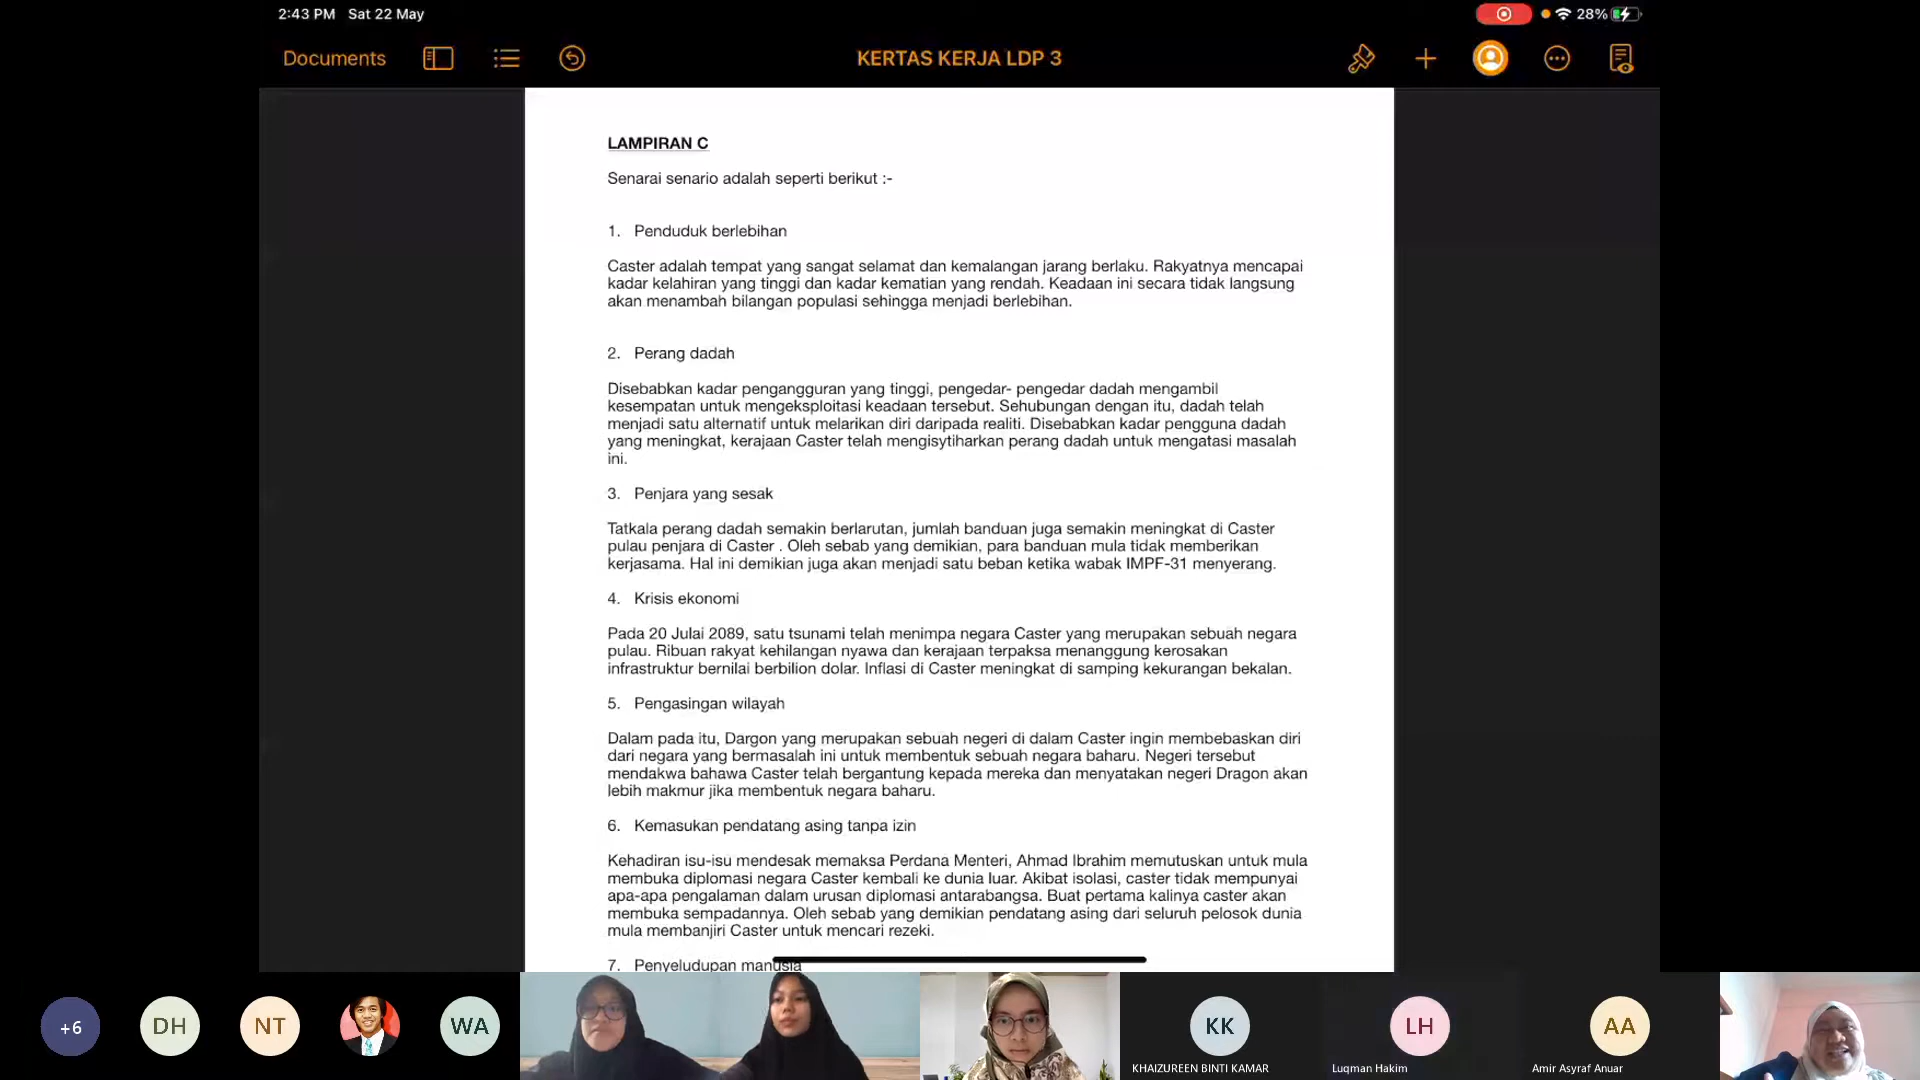 2:43 PM Sat 22 May
28%
Documents
KERTAS KERJA LDP 3
LAMPIRAN C
Senarai senario adalah seperti berikut :-
1. Penduduk berlebihan
Caster adalah tempat yang sangat selamat dan kemalangan jarang berlaku. Rakyatnya mencapai
kadar kelahiran yang tinggi dan kadar kematian yang rendah. Keadaan ini secara tidak langsung
akan menambah bilangan populasi sehingga menjadi berlebihan.
2. Perang dadah
Disebabkan kadar pengangguran yang tinggi, pengedar- pengedar dadah mengambil
kesempatan untuk mengeksploitasi keadaan tersebut. Sehubungan dengan itu, dadah telah
menjadi satu alternatif untuk melarikan diri daripada realiti. Disebabkan kadar pengguna dadah
yang meningkat, kerajaan Caster telah mengisytiharkan perang dadah untuk mengatasi masalah
ini.
3. Penjara yang sesak
Tatkala perang dadah semakin berlarutan, jumlah banduan juga semakin meningkat di Caster
pulau penjara di Caster . Oleh sebab yang demikian, para banduan mula tidak memberikan
kerjasama. Hal ini demikian juga akan menjadi satu beban ketika wabak IMPF-31 menyerang.
4. Krisis ekonomi
Pada 20 Julai 2089, satu tsunami telah menimpa negara Caster yang merupakan sebuah negara
pulau. Ribuan rakyat kehilangan nyawa dan kerajaan terpaksa menanggung kerosakan
infrastruktur bernilai berbilion dolar. Inflasi di Caster meningkat di samping kekurangan bekalan.
5. Pengasingan wilayah
Dalam pada itu, Dargon yang merupakan sebuah negeri di dalam Caster ingin membebaskan diri
dari negara yang bermasalah ini untuk membentuk sebuah negara baharu. Negeri tersebut
mendakwa bahawa Caster telah bergantung kepada mereka dan menyatakan negeri Dragon akan
lebih makmur jika membentuk negara baharu.
6. Kemasukan pendatang asing tanpa izin
Kehadiran isu-isu mendesak memaksa Perdana Menteri, Ahmad Ibrahim memutuskan untuk mula
membuka diplomasi negara Caster kembali ke dunia luar. Akibat isolasi, caster tidak mempunyai
apa-apa pengalaman dalam urusan diplomasi antarabangsa. Buat pertama kalinya caster akan
membuka sempadannya. Oleh sebab yang demikian pendatang asing dari seluruh pelosok dunia
mula membanjiri Caster untuk mencari rezeki.
7. Penyeludupan manusia
+6
DH
NT
WA
KK
LH
AA
KHAIZUREEN BINTI KAMAR
Luqman Hakim
Amir Asyraf Anuar